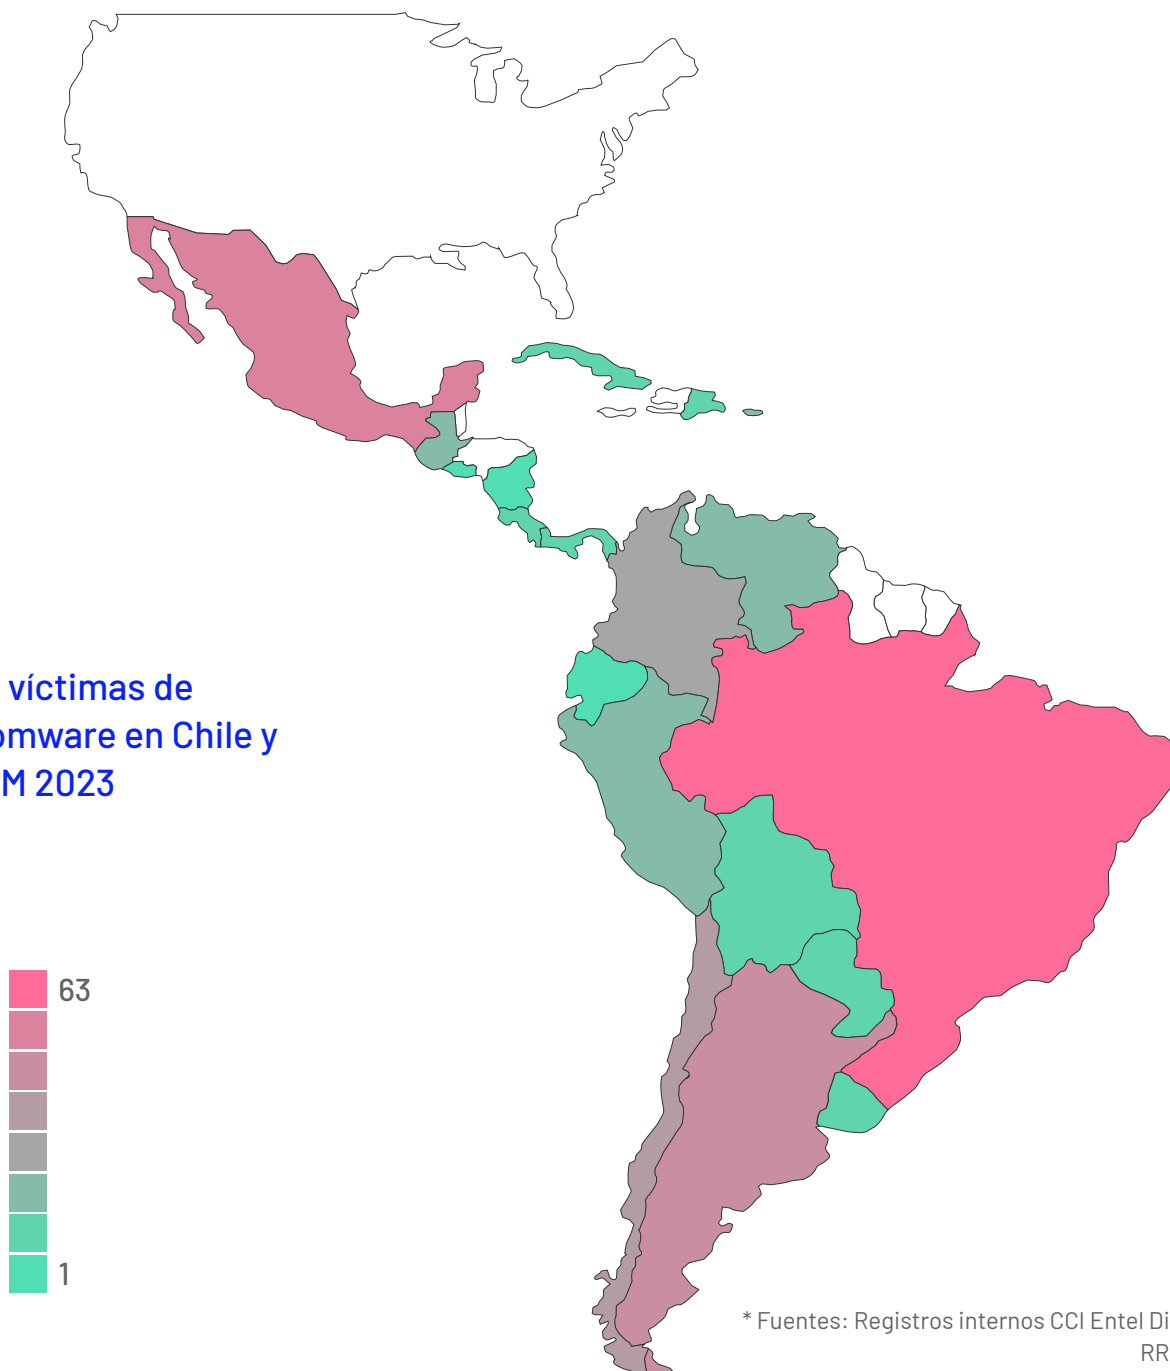 víctimas de
omware en Chile y
M 2023
63
1
* Fuentes: Registros internos CCI Entel Di
RR